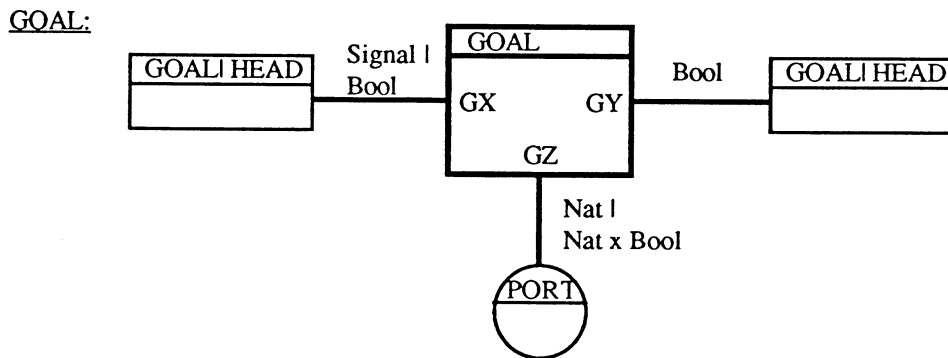 GOAL:
GOAL| HEAD
Signal |
Bool
GOAL
GX
GY
GZ
Bool
GOAL| HEAD
Nat |
Nat x Bool
PORT